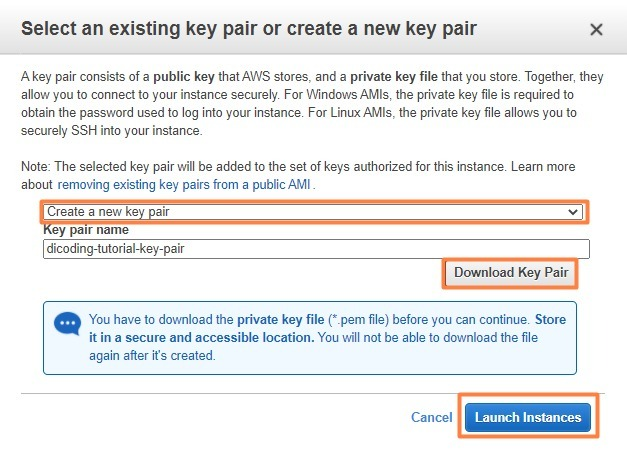 Select an existing key pair or create a new key pair
A key pair consists of a public key that AWS stores, and a private key file that you store. Together, they
allow you to connect to your instance securely. For Windows AMIs, the private key file is required to
obtain the password used to log into your instance. For Linux AMIs, the private key file allows you to
securely SSH into your instance.
Note: The selected key pair will be added to the set of keys authorized for this instance. Learn more
about removing existing key pairs from a public AMI .
Create a new key pair
Key pair name
dicoding-tutorial-key-pair
Download Key Pair
You have to download the private key file (*.pem file) before you can continue. Store
it in a secure and accessible location. You will not be able to download the file
again after it's created.
Cancel
Launch Instances